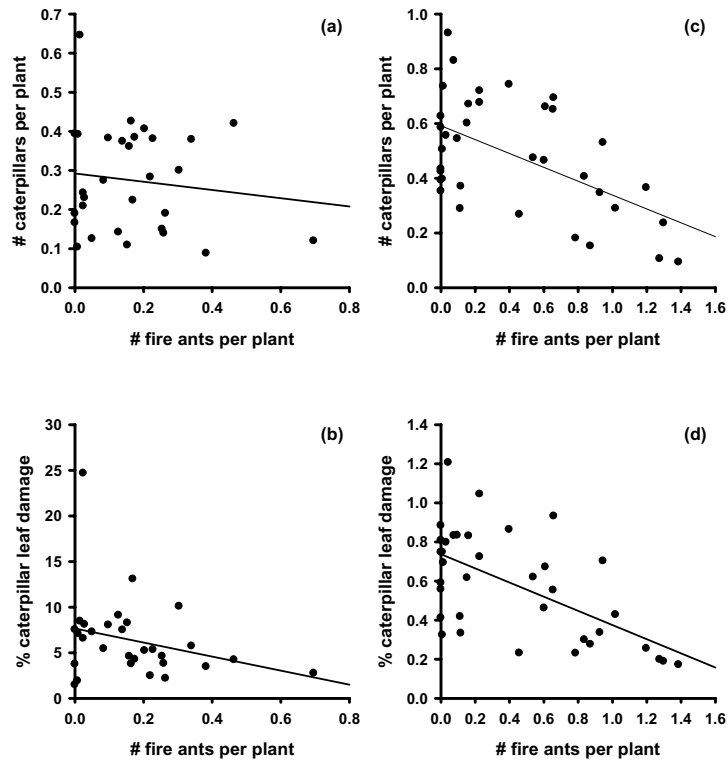 (a)
# caterpillars per plant
0.7
0.6
0.5
0.4
0.3
0.2
0.1
0.0
0.0 0.2 0.4 0.6 0.8
# fire ants per plant
(c)
# caterpillars per plant
1.0
0.8
0.6
0.4
0.2
0.0
0.0 0.2 0.4 0.6 0.8 1.0 1.2 1.4 1.6
# fire ants per plant
(b)
% caterpillar leaf damage
30
25
20
15
10
5
0
0.0 0.2 0.4 0.6 0.8
# fire ants per plant
(d)
% caterpillar leaf damage
1.4
1.2
1.0
0.8
0.6
0.4
0.2
0.0
0.0 0.2 0.4 0.6 0.8 1.0 1.2 1.4 1.6
# fire ants per plant